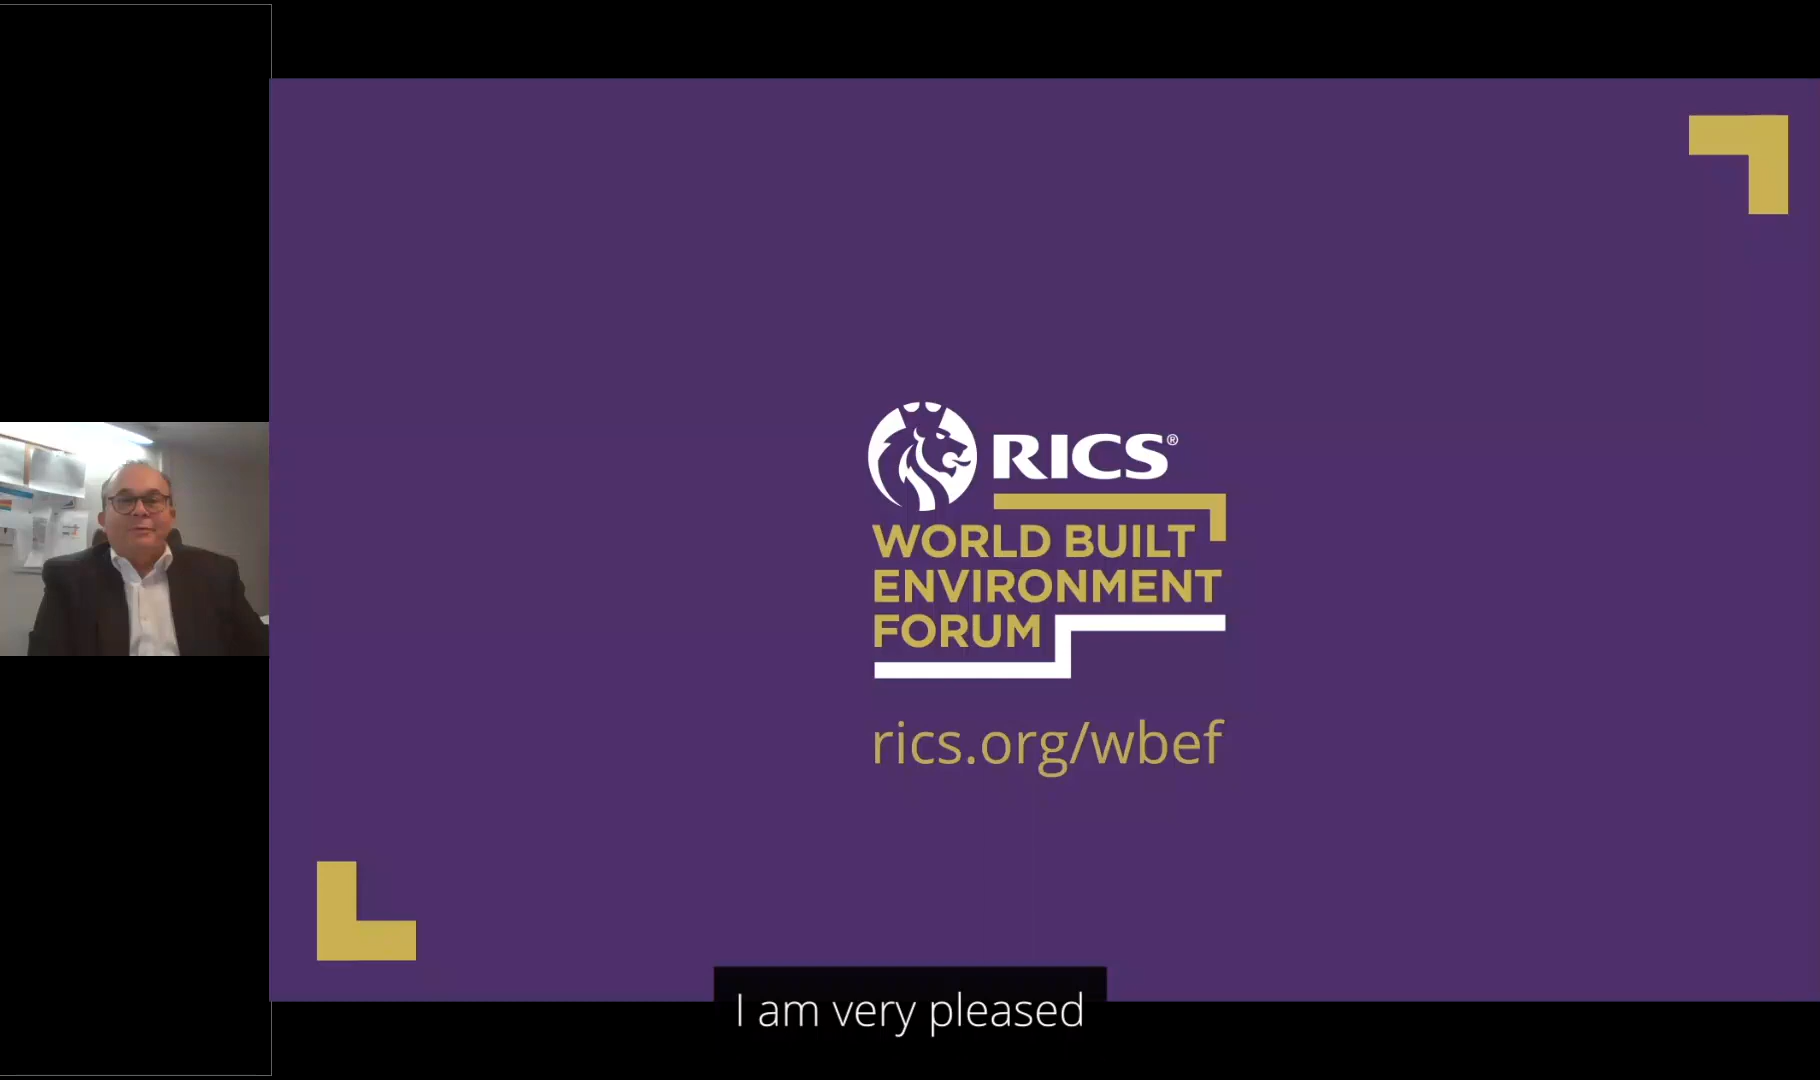 RICS®
WORLD BUILT
ENVIRONMENT
FORUM
rics.org/wbef
I am very pleased